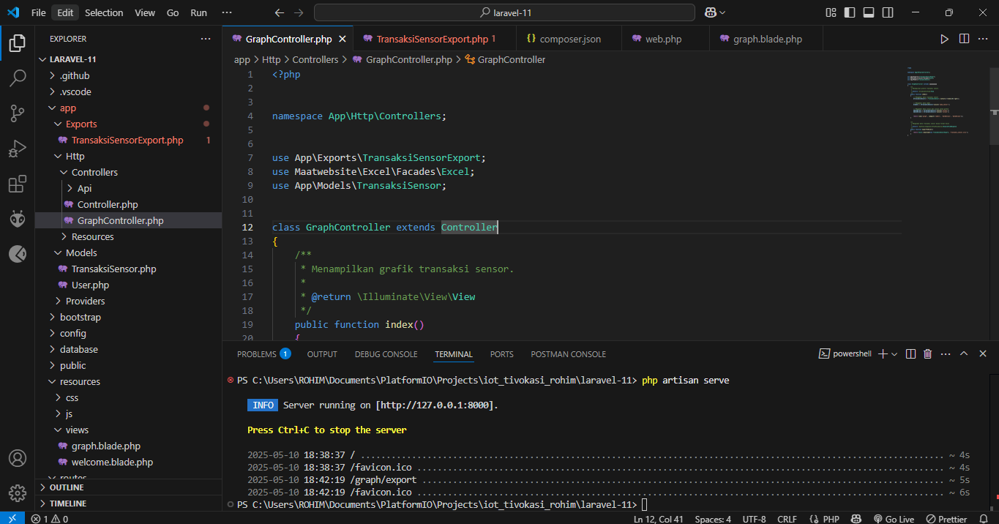 File Edit Selection View Go Run ··· laravel-11
EXPLORER ···
LARAVEL-11
.github
.vscode
app
Exports
TransaksiSensorExport.php 1
Http
Controllers
Api
Controller.php
GraphController.php
Resources
Models
TransaksiSensor.php
User.php
Providers
bootstrap
config
database
public
resources
css
js
views
graph.blade.php
welcome.blade.php
routes
OUTLINE
TIMELINE
GraphController.php TransaksiSensorExport.php 1 {} composer.json web.php graph.blade.php
app > Http > Controllers > GraphController.php > GraphController
1 <?php
2
3
4 namespace App\Http\Controllers;
5
6
7 use App\Exports\TransaksiSensorExport;
8 use Maatwebsite\Excel\Facades\Excel;
9 use App\Models\TransaksiSensor;
10
11
12 class GraphController extends Controller
13 {
14 /**
15 * Menampilkan grafik transaksi sensor.
16 *
17 * @return \Illuminate\View\View
18 */
19 public function index()
20 {
PROBLEMS 1 OUTPUT DEBUG CONSOLE TERMINAL PORTS POSTMAN CONSOLE powershell
PS C:\Users\ROHIM\Documents\PlatformIO\Projects\iot_tivokasi_rohim\laravel-11> php artisan serve
INFO Server running on [http://127.0.0.1:8000].
Press Ctrl+C to stop the server
2025-05-10 18:38:37 / ........ ~ 4s
2025-05-10 18:38:37 /favicon.ico ........ ~ 4s
2025-05-10 18:42:19 /graph/export ........ ~ 5s
2025-05-10 18:42:19 /favicon.ico ........ ~ 6s
PS C:\Users\ROHIM\Documents\PlatformIO\Projects\iot_tivokasi_rohim\laravel-11>
1 0 Ln 12, Col 41 Spaces: 4 UTF-8 CRLF {} PHP Go Live Prettier